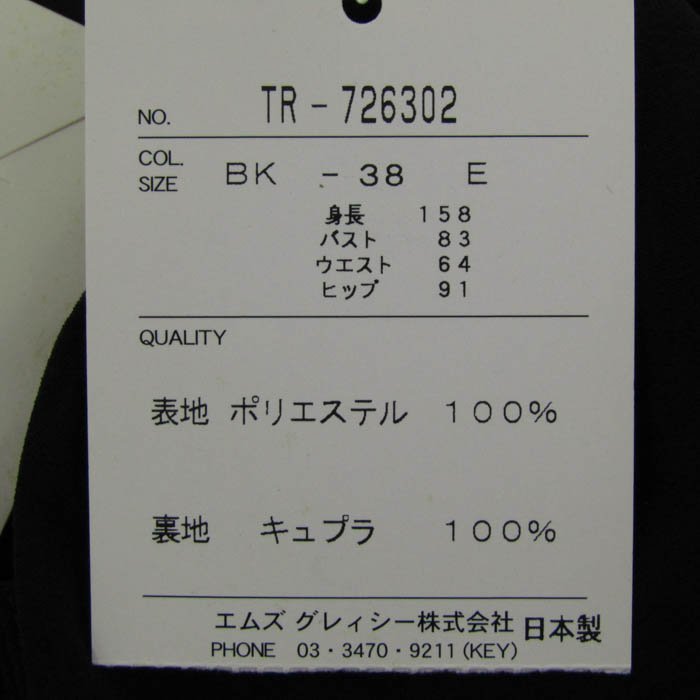 NO. TR-726302
COL. SIZE BK -38 E
身長 158
バスト 83
ウエスト 64
ヒップ 91
QUALITY
表地 ポリエステル 100%
裏地 キュプラ 100%
エムズ グレィシー株式会社 日本製
PHONE 03・3470・9211(KEY)